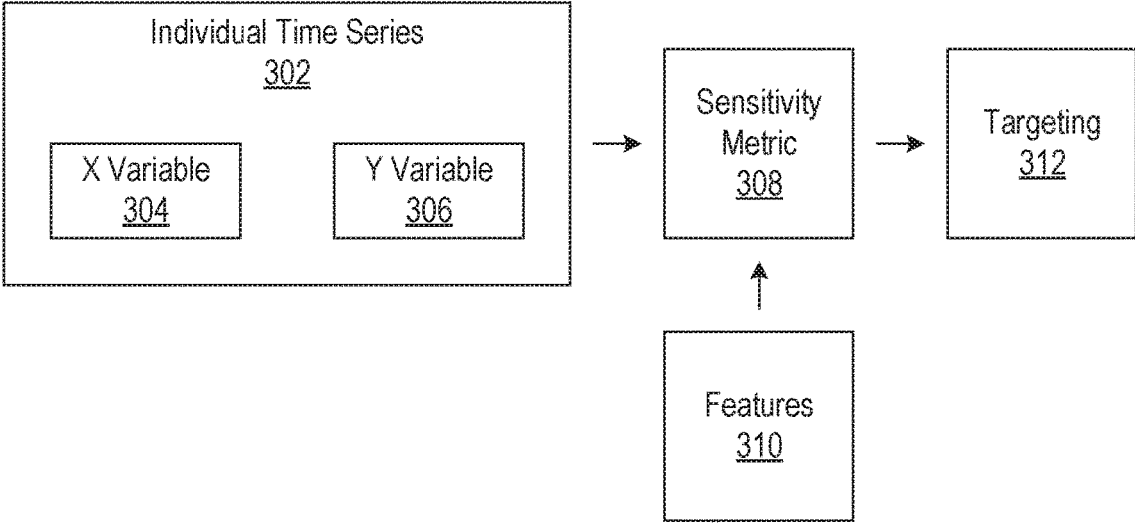 Individual Time Series
302
X Variable
304
Y Variable
306
Sensitivity
Metric
308
Targeting
312
Features
310